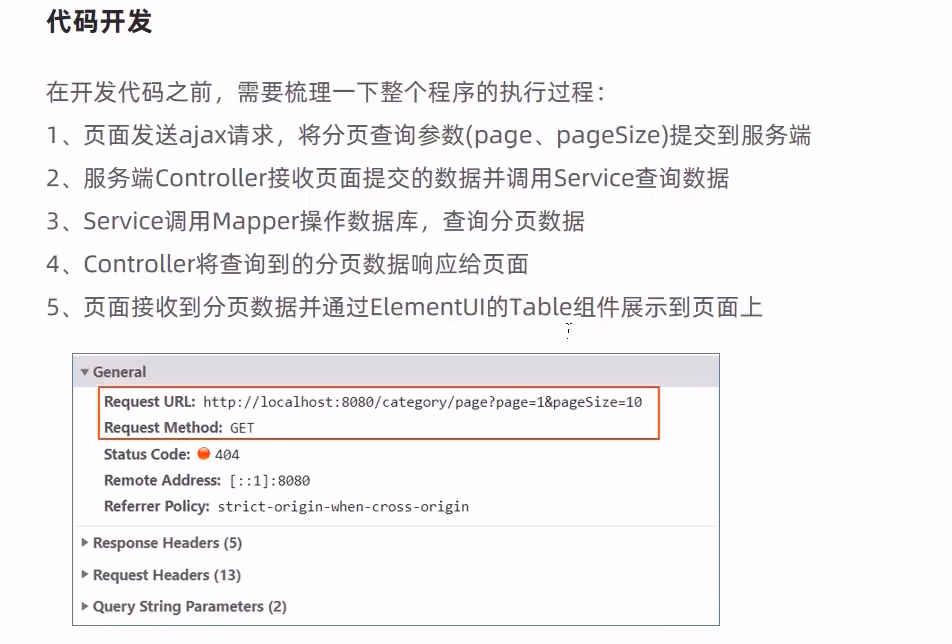 代码开发
在开发代码之前，需要梳理一下整个程序的执行过程：
1、页面发送ajax请求，将分页查询参数(page、pageSize)提交到服务端
2、服务端Controller接收页面提交的数据并调用Service查询数据
3、Service调用Mapper操作数据库，查询分页数据
4、Controller将查询到的分页数据响应给页面
5、页面接收到分页数据并通过ElementUI的Table组件展示到页面上
General
Request URL: http://localhost:8080/category/page?page=1&pageSize=10
Request Method: GET
Status Code: 404
Remote Address: [::1]:8080
Referrer Policy: strict-origin-when-cross-origin
Response Headers (5)
Request Headers (13)
Query String Parameters (2)